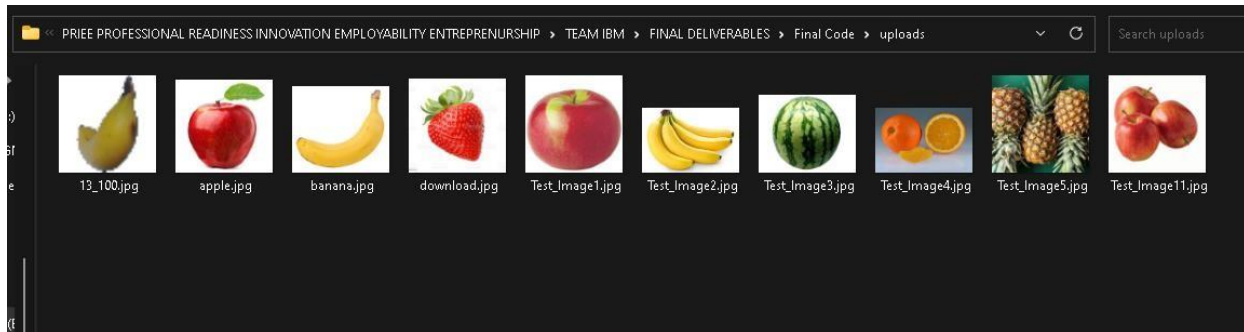 « PRIEE PROFESSIONAL READINESS INNOVATION EMPLOYABILITY ENTREPRENURSHIP > TEAM IBM > FINAL DELIVERABLES > Final Code > uploads
Search uploads
13_100.jpg
apple.jpg
banana.jpg
download.jpg
Test_Image1.jpg
Test_Image2.jpg
Test_Image3.jpg
Test_Image4.jpg
Test_Image5.jpg
Test_Image11.jpg